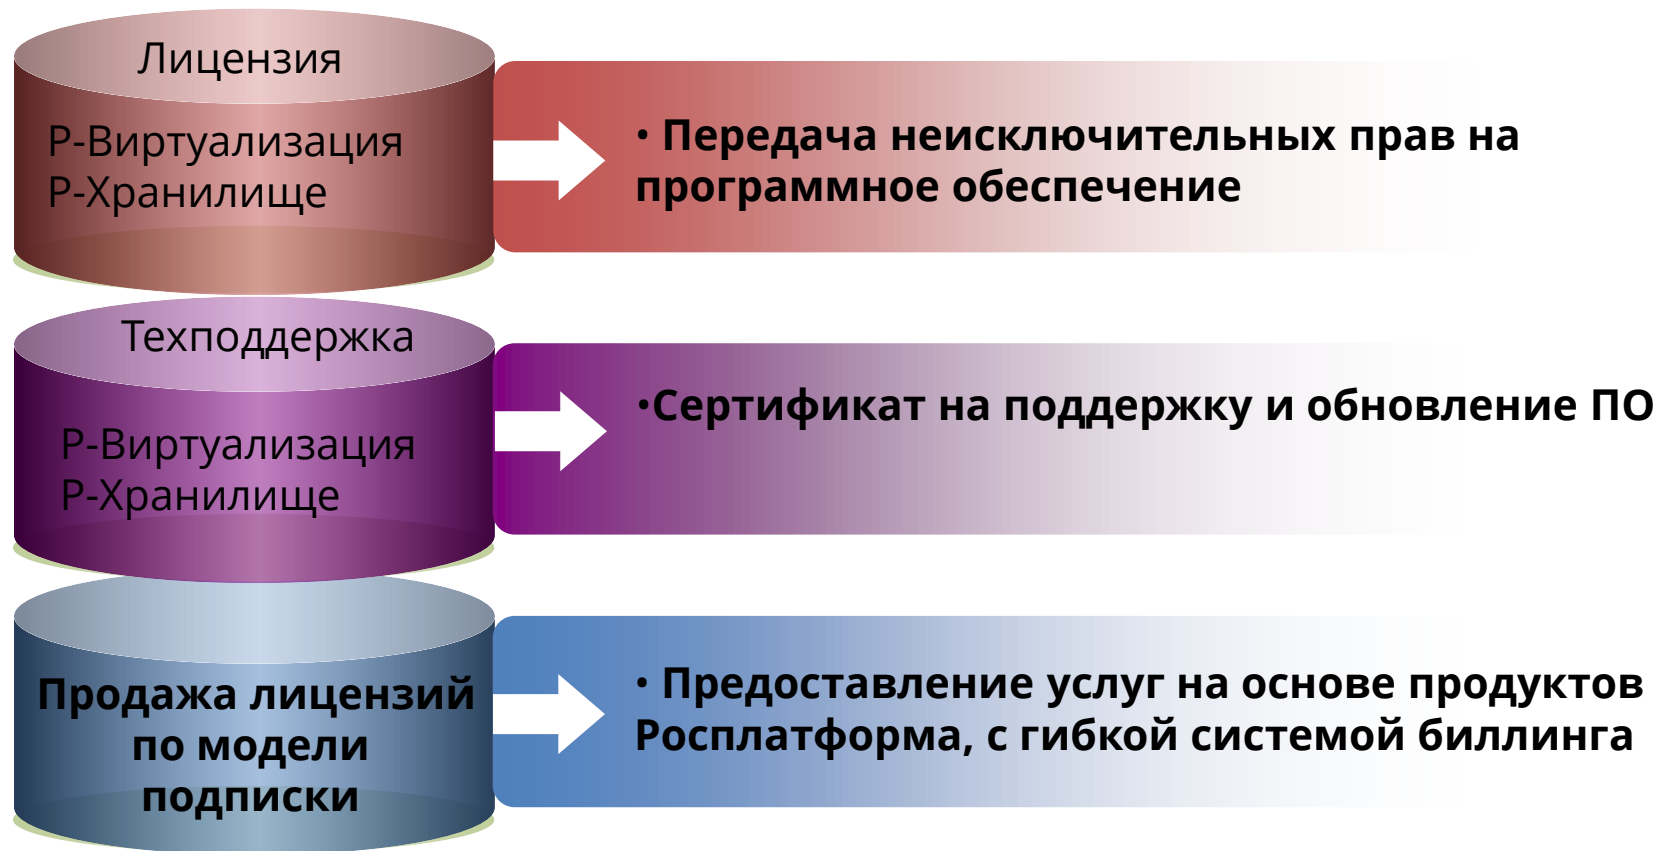 Лицензия
Р-Виртуализация
Р-Хранилище
• Передача неисключительных прав на
программное обеспечение
Техподдержка
Р-Виртуализация
Р-Хранилище
•Сертификат на поддержку и обновление ПО
Продажа лицензий
по модели
подписки
• Предоставление услуг на основе продуктов
Росплатформа, с гибкой системой биллинга